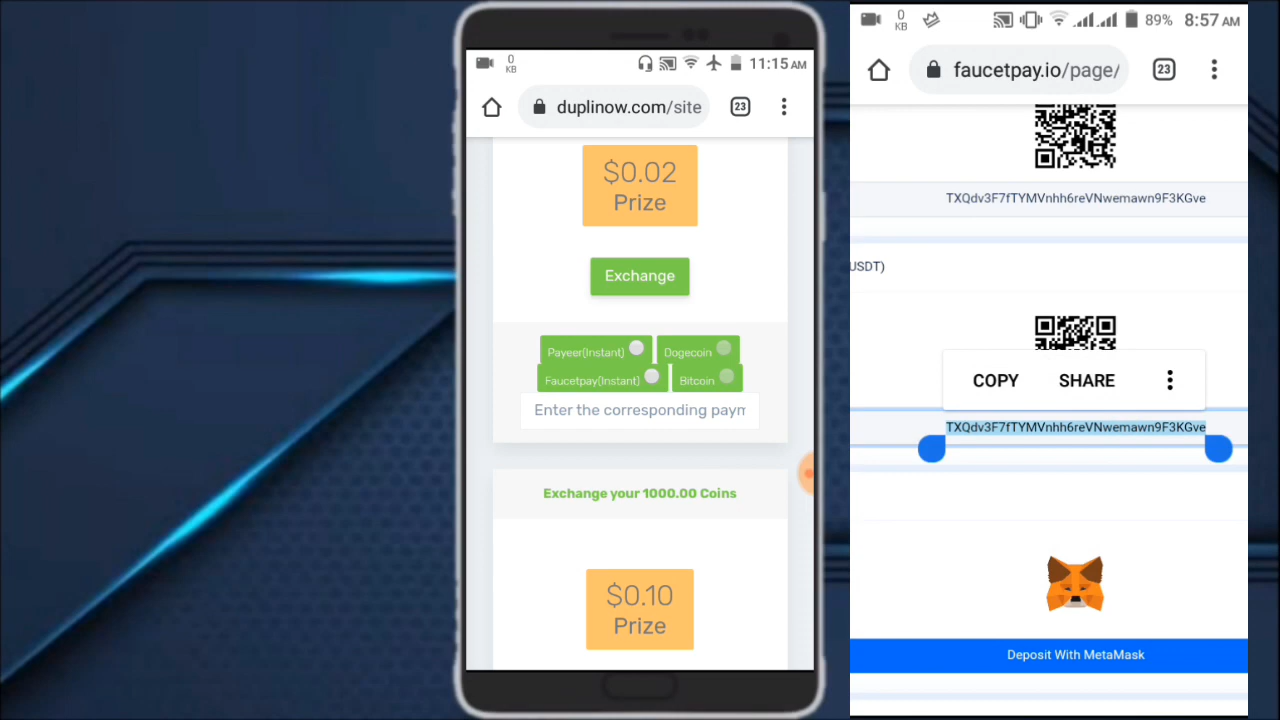 0
KB
11:15 AM
duplinow.com/site
23
$0.02
Prize
Exchange
Payeer(Instant)
Dogecoin
Faucetpay(Instant)
Bitcoin
Enter the corresponding paym
Exchange your 1000.00 Coins
$0.10
Prize
0
KB
89%
8:57 AM
faucetpay.io/page/
23
TXQdv3F7fTYMVnhh6reVNwemawn9F3KGve
USDT)
COPY
SHARE
TXQdv3F7fTYMVnhh6reVNwemawn9F3KGve
Deposit With MetaMask